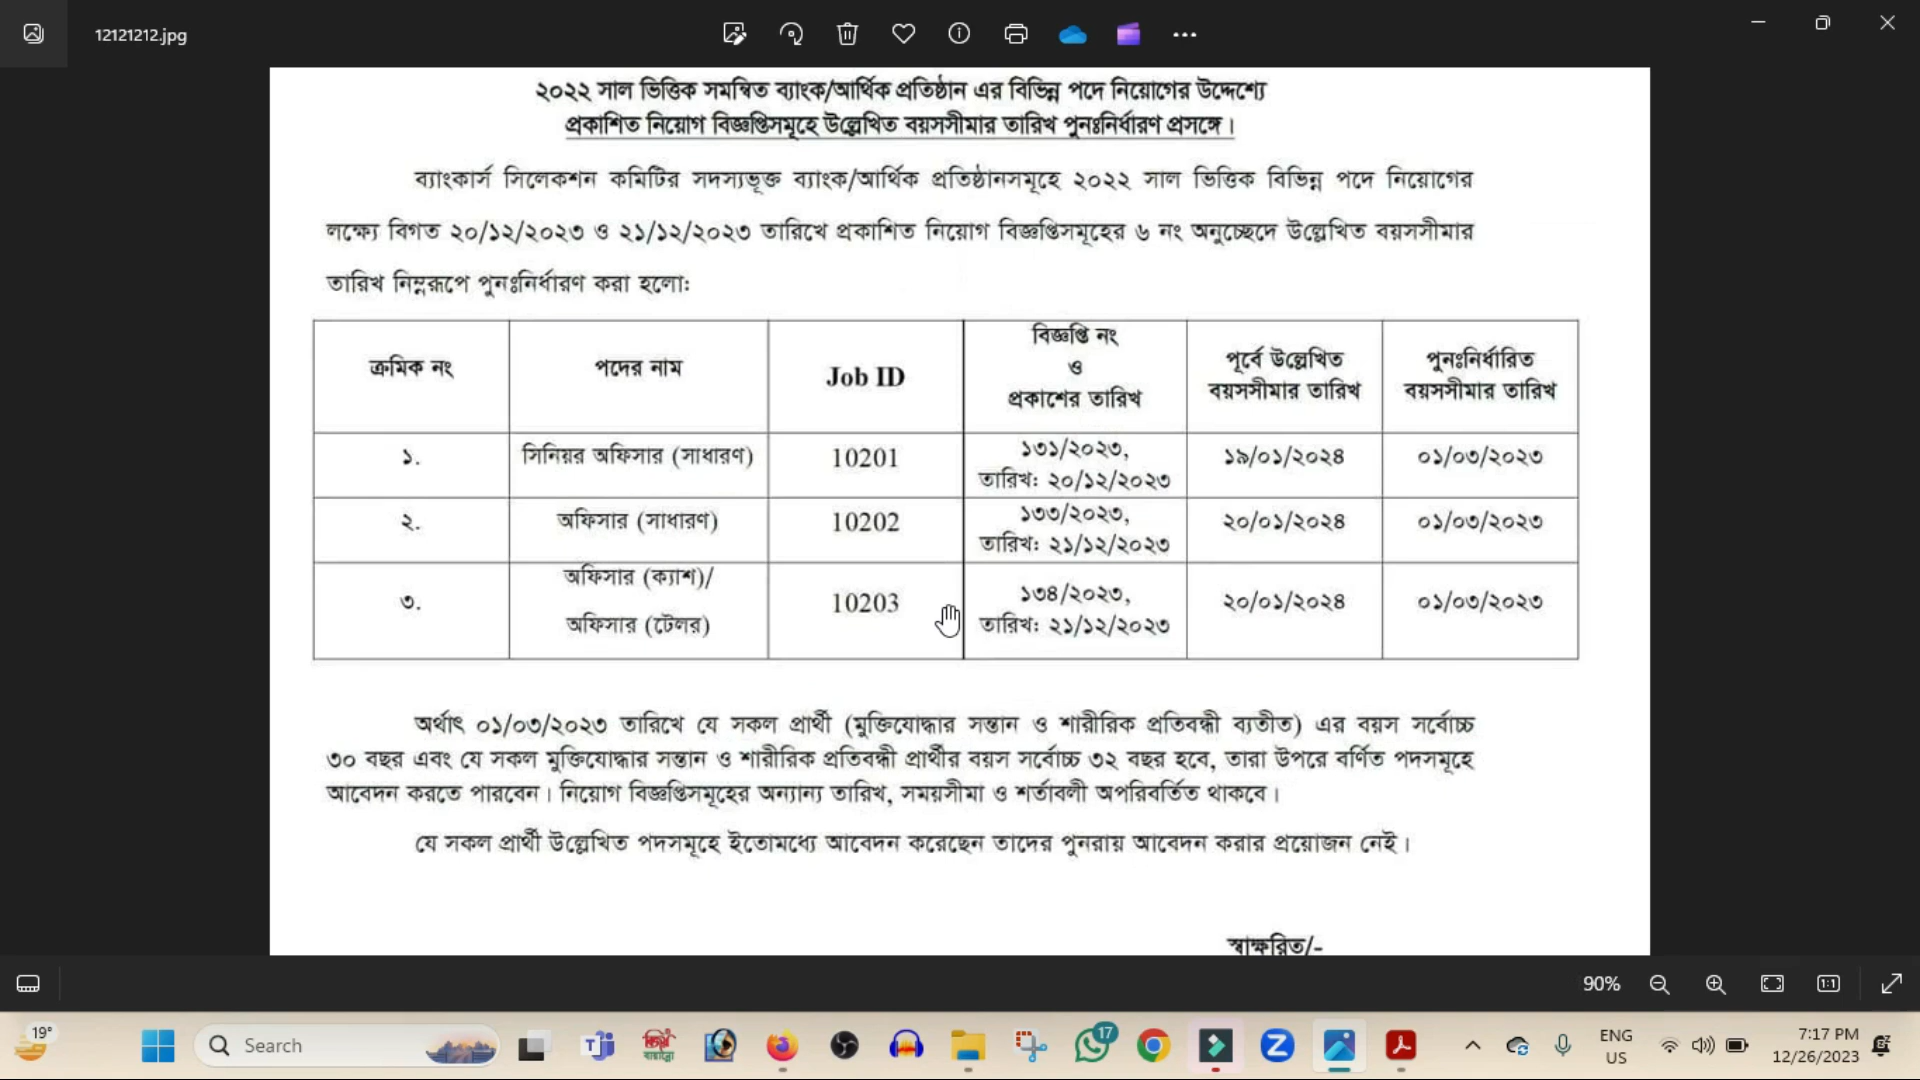 12121212.jpg
২০২২ সাল ভিত্তিক সমন্বিত ব্যাংক/আর্থিক প্রতিষ্ঠান এর বিভিন্ন পদে নিয়োগের উদ্দেশ্যে
প্রকাশিত নিয়োগ বিজ্ঞপ্তিসমূহে উল্লেখিত বয়সসীমার তারিখ পুনঃনির্ধারণ প্রসঙ্গে।
ব্যাংকার্স সিলেকশন কমিটির সদস্যভূক্ত ব্যাংক/আর্থিক প্রতিষ্ঠানসমূহে ২০২২ সাল ভিত্তিক বিভিন্ন পদে নিয়োগের
লক্ষ্যে বিগত ২০/১২/২০২৩ ও ২১/১২/২০২৩ তারিখে প্রকাশিত নিয়োগ বিজ্ঞপ্তিসমূহের ৬ নং অনুচ্ছেদে উল্লেখিত বয়সসীমার
তারিখ নিম্নরূপে পুনঃনির্ধারণ করা হলো:
ক্রমিক নং
পদের নাম
Job ID
বিজ্ঞপ্তি নং
ও
প্রকাশের তারিখ
পূর্বে উল্লেখিত
বয়সসীমার তারিখ
পুনঃনির্ধারিত
বয়সসীমার তারিখ
১.
সিনিয়র অফিসার (সাধারণ)
10201
১৩১/২০২৩,
তারিখ: ২০/১২/২০২৩
১৯/০১/২০২৪
০১/০৩/২০২৩
২.
অফিসার (সাধারণ)
10202
১৩৩/২০২৩,
তারিখ: ২১/১২/২০২৩
২০/০১/২০২৪
০১/০৩/২০২৩
৩.
অফিসার (ক্যাশ)/
অফিসার (টেলর)
10203
১৩৪/২০২৩,
তারিখ: ২১/১২/২০২৩
২০/০১/২০২৪
০১/০৩/২০২৩
অর্থাৎ ০১/০৩/২০২৩ তারিখে যে সকল প্রার্থী (মুক্তিযোদ্ধার সন্তান ও শারীরিক প্রতিবন্ধী ব্যতীত) এর বয়স সর্বোচ্চ
৩০ বছর এবং যে সকল মুক্তিযোদ্ধার সন্তান ও শারীরিক প্রতিবন্ধী প্রার্থীর বয়স সর্বোচ্চ ৩২ বছর হবে, তারা উপরে বর্ণিত পদসমূহে
আবেদন করতে পারবেন। নিয়োগ বিজ্ঞপ্তিসমূহের অন্যান্য তারিখ, সময়সীমা ও শর্তাবলী অপরিবর্তিত থাকবে।
যে সকল প্রার্থী উল্লেখিত পদসমূহে ইতোমধ্যে আবেদন করেছেন তাদের পুনরায় আবেদন করার প্রয়োজন নেই।
স্বাক্ষরিত/-
90%
1:1
19°
Search
17
ENG
US
7:17 PM
12/26/2023